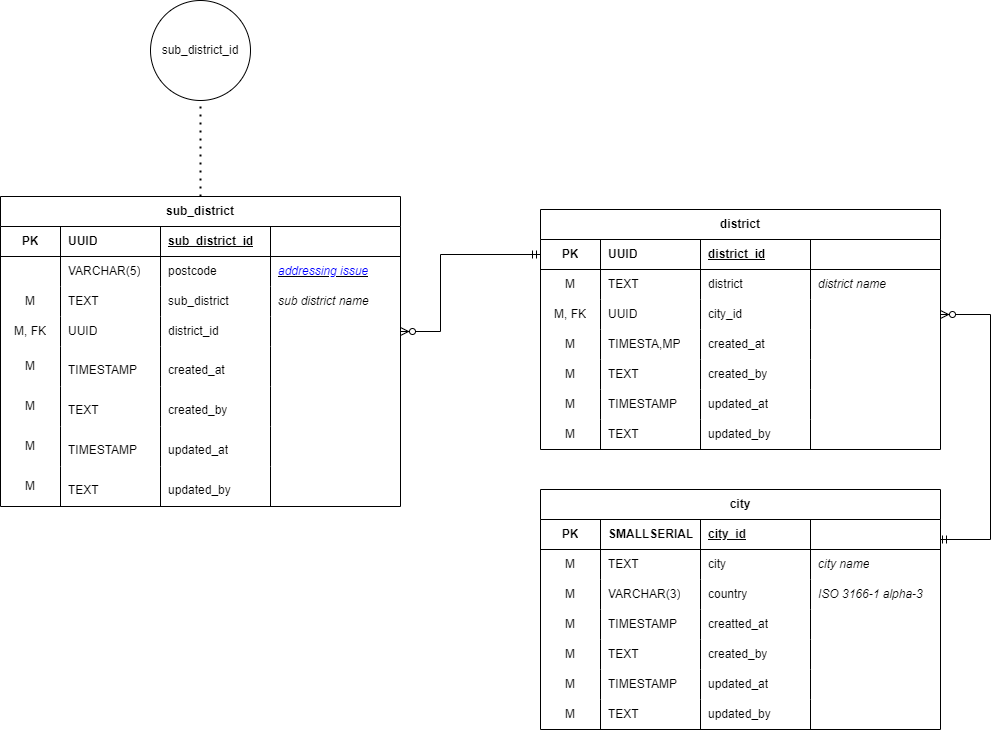 sub_district_id
sub_district
PK UUID sub_district_id
VARCHAR(5) postcode addressing issue
M TEXT sub_district sub district name
M, FK UUID district_id
M TIMESTAMP created_at
M TEXT created_by
M TIMESTAMP updated_at
M TEXT updated_by
district
PK UUID district_id
M TEXT district district name
M, FK UUID city_id
M TIMESTA,MP created_at
M TEXT created_by
M TIMESTAMP updated_at
M TEXT updated_by
city
PK SMALLSERIAL city_id
M TEXT city city name
M VARCHAR(3) country ISO 3166-1 alpha-3
M TIMESTAMP creatted_at
M TEXT created_by
M TIMESTAMP updated_at
M TEXT updated_by